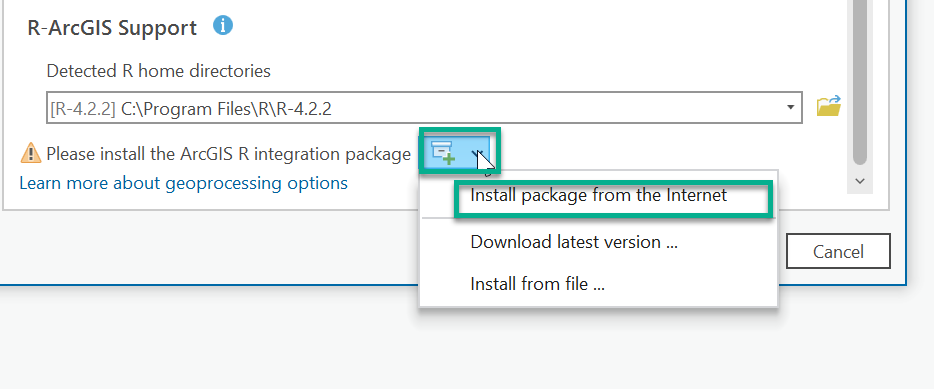 R-ArcGIS Support
Detected R home directories
[R-4.2.2] C:\Program Files\R\R-4.2.2
Please install the ArcGIS R integration package
Learn more about geoprocessing options
Install package from the Internet
Download latest version ...
Install from file ...
Cancel